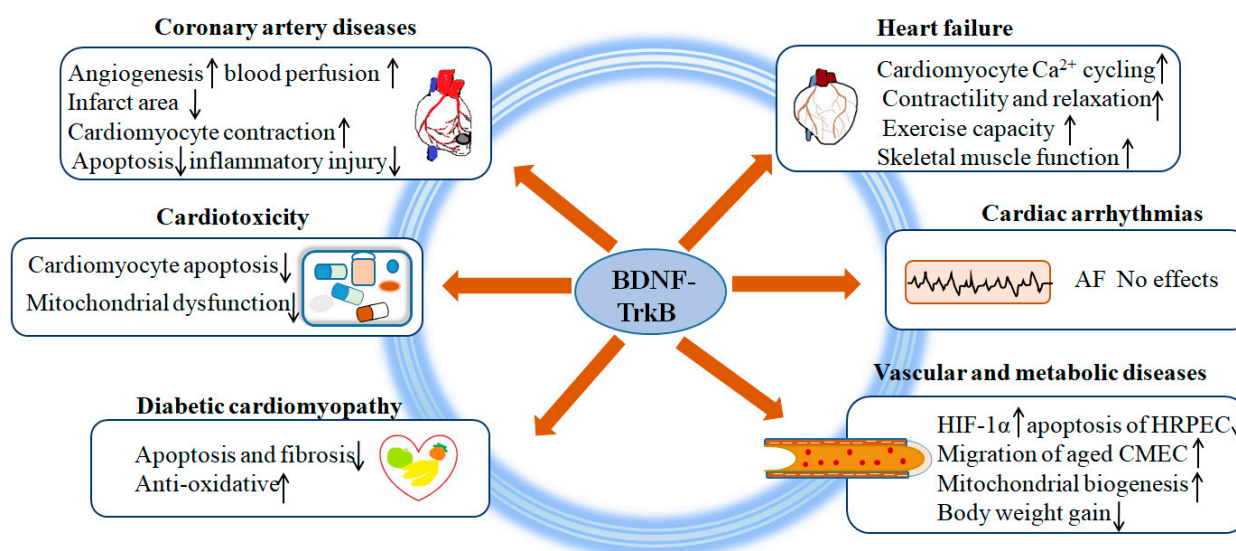 Coronary artery diseases
Angiogenesis↑ blood perfusion ↑
Infarct area ↓
Cardiomyocyte contraction ↑
Apoptosis↓ inflammatory injury↓
Heart failure
Cardiomyocyte Ca²⁺ cycling↑
Contractility and relaxation↑
Exercise capacity ↑
Skeletal muscle function ↑
Cardiotoxicity
Cardiomyocyte apoptosis↓
Mitochondrial dysfunction↓
BDNF-
TrkB
Cardiac arrhythmias
AF No effects
Diabetic cardiomyopathy
Apoptosis and fibrosis↓
Anti-oxidative↑
Vascular and metabolic diseases
HIF-1α↑ apoptosis of HRPEC↓
Migration of aged CMEC ↑
Mitochondrial biogenesis ↑
Body weight gain↓